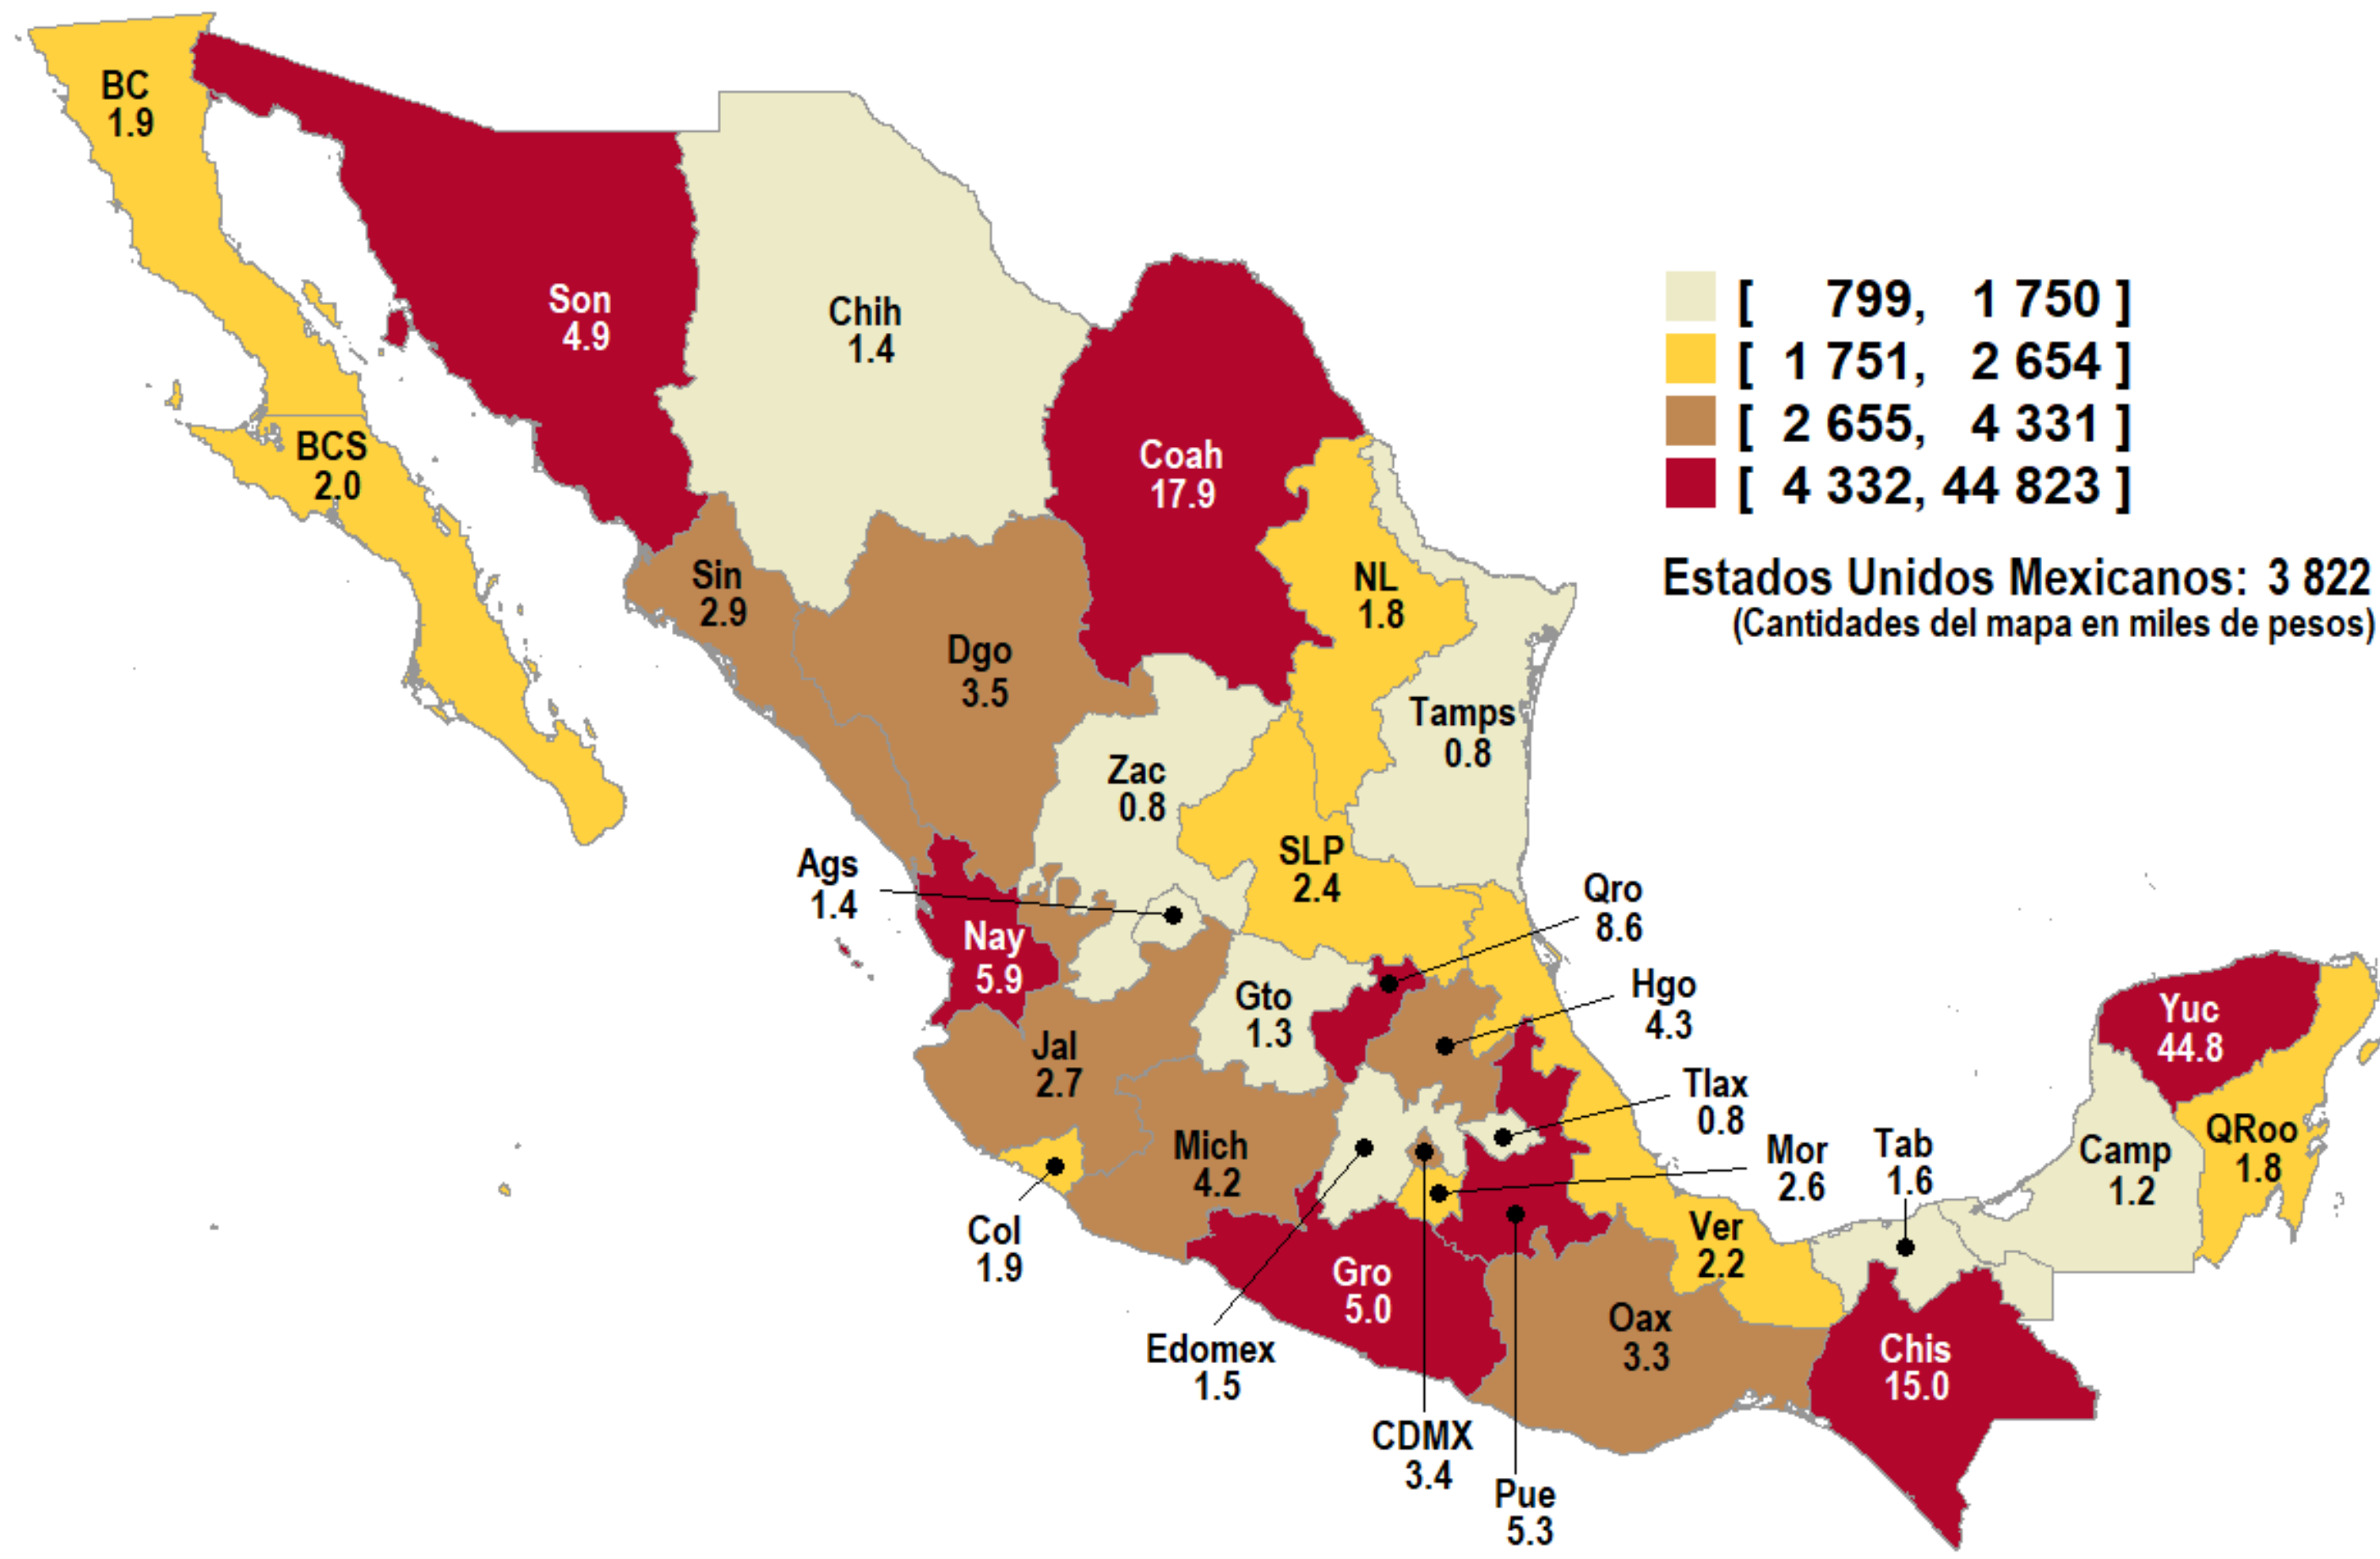 BC
1.9
Son
4.9
Chih
1.4
[ 799, 1 750 ]
[ 1 751, 2 654 ]
[ 2 655, 4 331 ]
[ 4 332, 44 823 ]
Estados Unidos Mexicanos: 3 822
(Cantidades del mapa en miles de pesos)
BCS
2.0
Coah
17.9
Sin
2.9
NL
1.8
Dgo
3.5
Tamps
0.8
Zac
0.8
SLP
2.4
Ags
1.4
Qro
8.6
Nay
5.9
Gto
1.3
Hgo
4.3
Yuc
44.8
Jal
2.7
Tlax
0.8
Mich
4.2
Mor
2.6
Tab
1.6
Camp
1.2
QRoo
1.8
Col
1.9
Ver
2.2
Gro
5.0
Edomex
1.5
Oax
3.3
Chis
15.0
CDMX
3.4
Pue
5.3